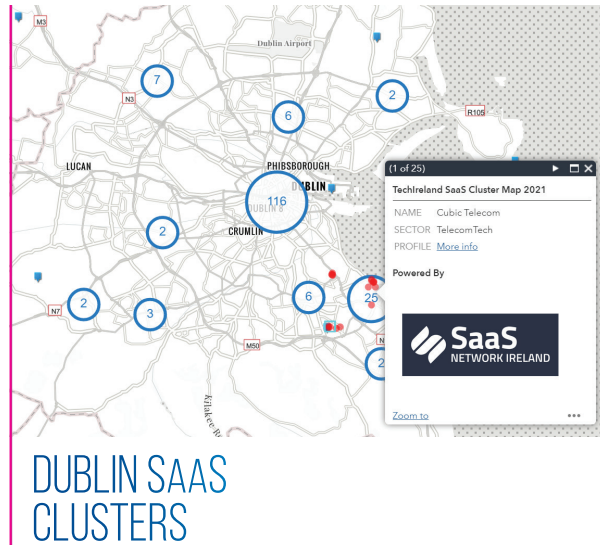 M3
Dublin Airport
7
N3
2
6
R105
LUCAN
PHIBSBOROUGH
DUBLIN
116
DUBLIN 8
CRUMLIN
2
2
3
6
25
N7
M50
N
2
(1 of 25)
TechIreland SaaS Cluster Map 2021
NAME Cubic Telecom
SECTOR TelecomTech
PROFILE More info
Powered By
SaaS
NETWORK IRELAND
Zoom to
DUBLIN SAAS
CLUSTERS